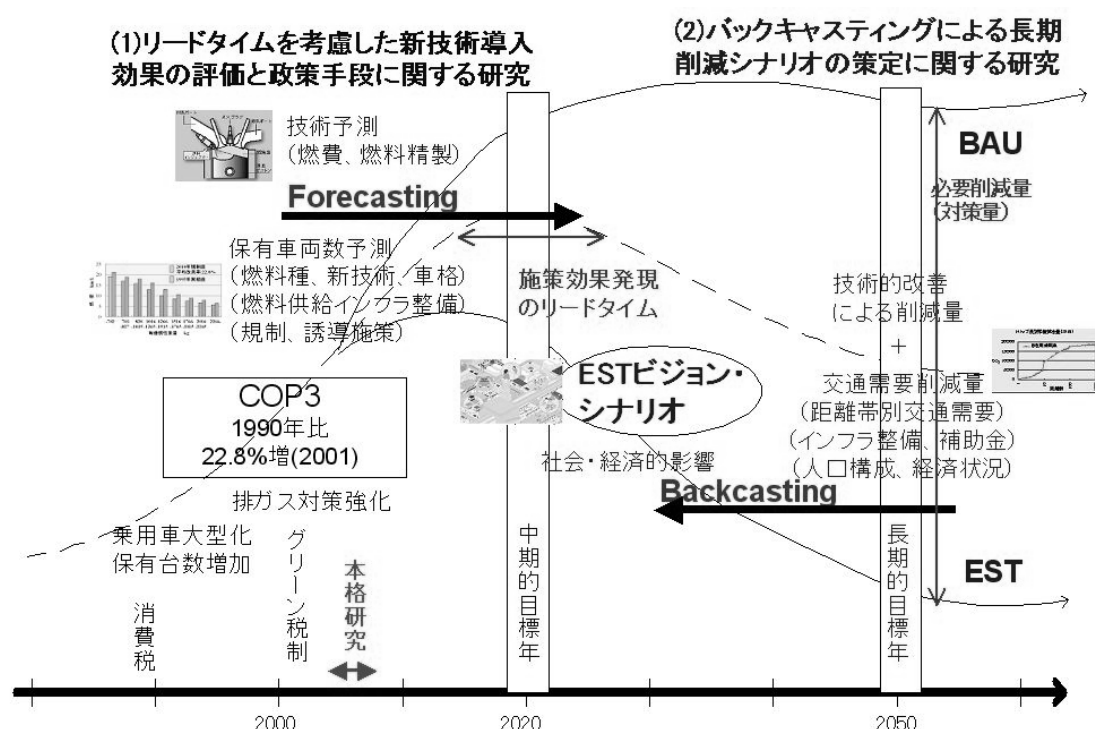 (1)リードタイムを考慮した新技術導入
効果の評価と政策手段に関する研究
(2)バックキャスティングによる長期
削減シナリオの策定に関する研究
技術予測
(燃費、燃料精製)
Forecasting
BAU
必要削減量
(対策量)
保有車両数予測
(燃料種、新技術、車格)
(燃料供給インフラ整備)
(規制、誘導施策)
施策効果発現
のリードタイム
技術的改善
による削減量
+
交通需要削減量
(距離帯別交通需要)
(インフラ整備、補助金)
(人口構成、経済状況)
ESTビジョン・
シナリオ
社会・経済的影響
COP3
1990年比
22.8%増(2001)
Backcasting
排ガス対策強化
乗用車大型化
保有台数増加
消費税
グリーン税制
本格研究
中期的目標年
長期的目標年
EST
2000
2020
2050